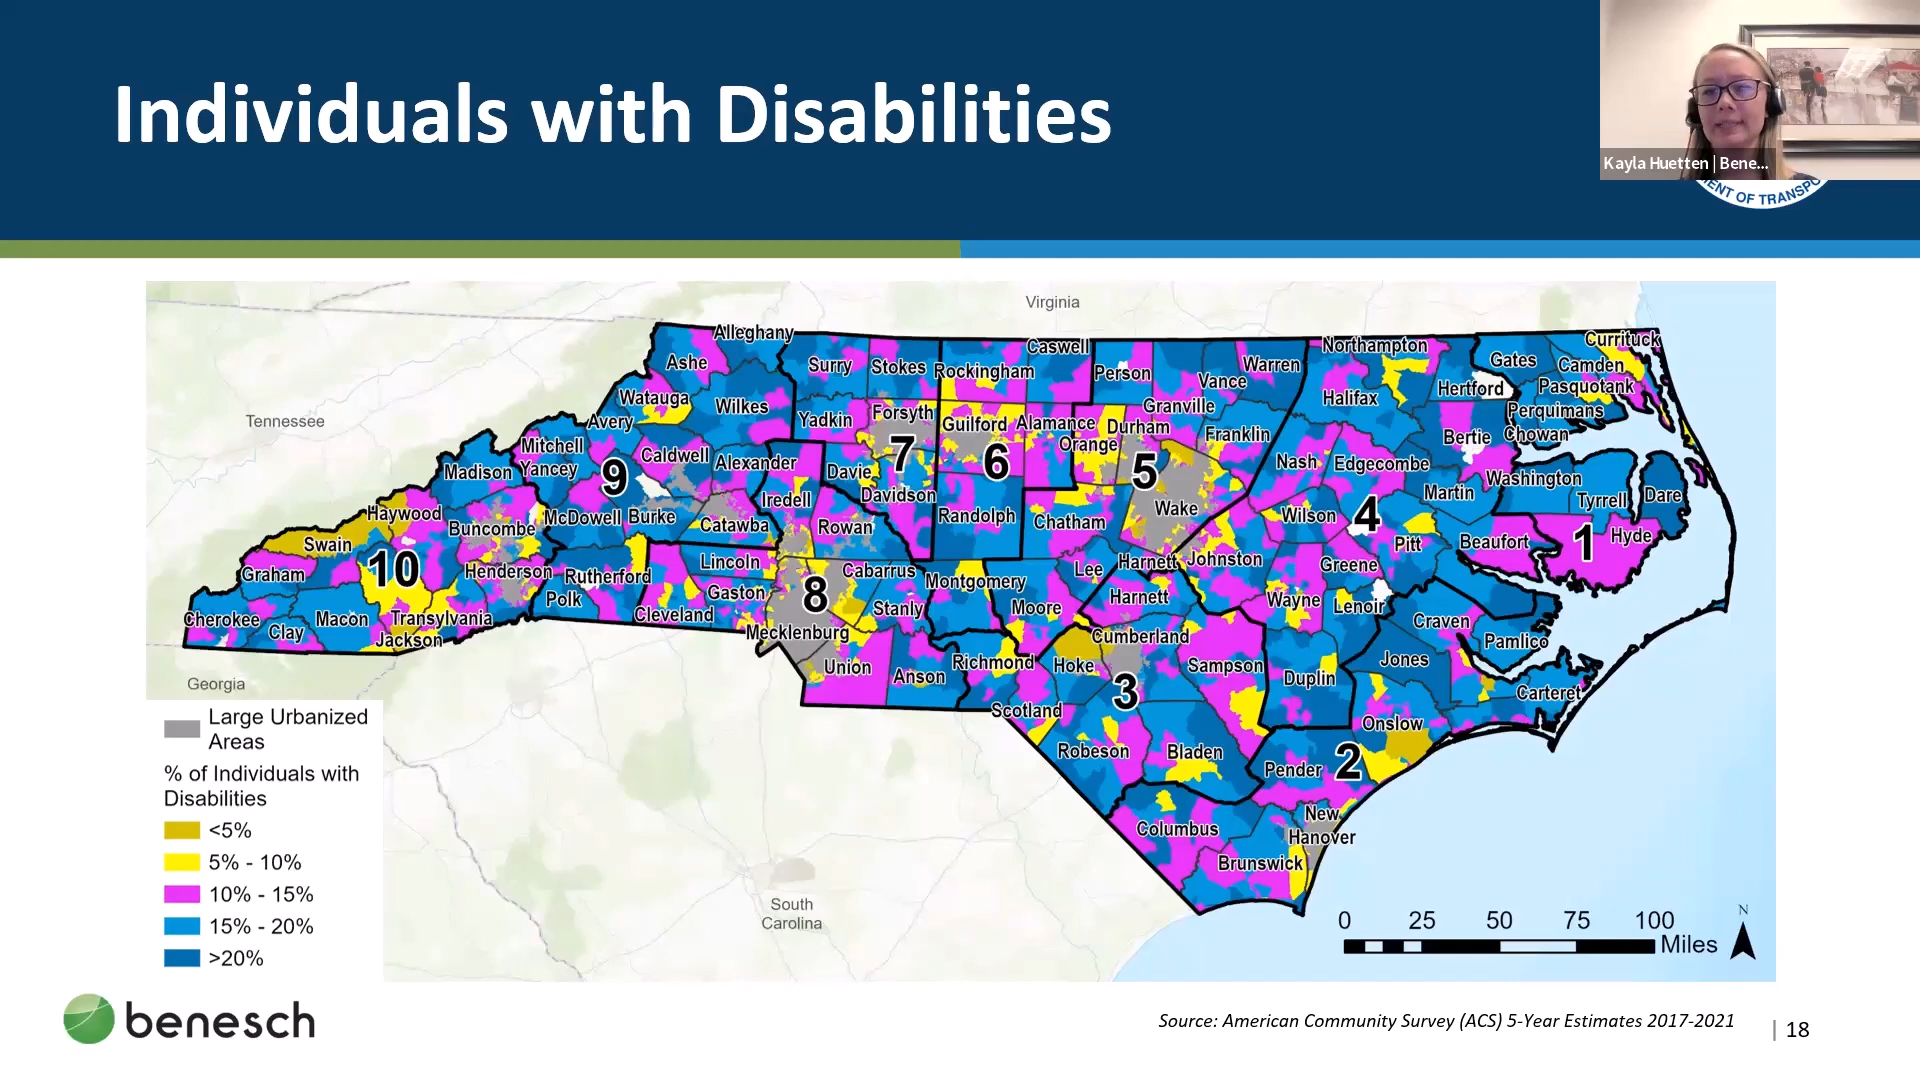 Individuals with Disabilities
Kayla Huetten | Bene...
ENT OF TRANSPO
Virginia
Tennessee
Georgia
South
Carolina
Alleghany
Ashe
Surry
Stokes
Rockingham
Caswell
Person
Vance
Warren
Northampton
Gates
Currituck
Camden
Pasquotank
Hertford
Halifax
Perquimans
Chowan
Bertie
Granville
Franklin
Watauga
Wilkes
Avery
Yadkin
Forsyth
Guilford
Alamance
Orange
Durham
7
6
5
9
Mitchell
Yancey
Madison
Caldwell
Alexander
Davie
Iredell
Davidson
Randolph
Chatham
Wake
Nash
Edgecombe
Martin
Washington
Tyrrell
Dare
Haywood
Buncombe
McDowell
Burke
Catawba
Rowan
Wilson
4
Pitt
Beaufort
1
Hyde
Swain
Graham
10
Henderson
Rutherford
Lincoln
Gaston
Cabarrus
8
Montgomery
Lee
Harnett
Johnston
Greene
Cherokee
Clay
Macon
Transylvania
Jackson
Polk
Cleveland
Mecklenburg
Stanly
Moore
Harnett
Wayne
Lenoir
Craven
Pamlico
Union
Anson
Richmond
Hoke
Cumberland
Sampson
Duplin
Jones
Carteret
Scotland
3
Onslow
Robeson
Bladen
Pender
2
New
Hanover
Columbus
Brunswick
Large Urbanized
Areas
% of Individuals with
Disabilities
<5%
5% - 10%
10% - 15%
15% - 20%
>20%
0 25 50 75 100
Miles
N
benesch
Source: American Community Survey (ACS) 5-Year Estimates 2017-2021
| 18